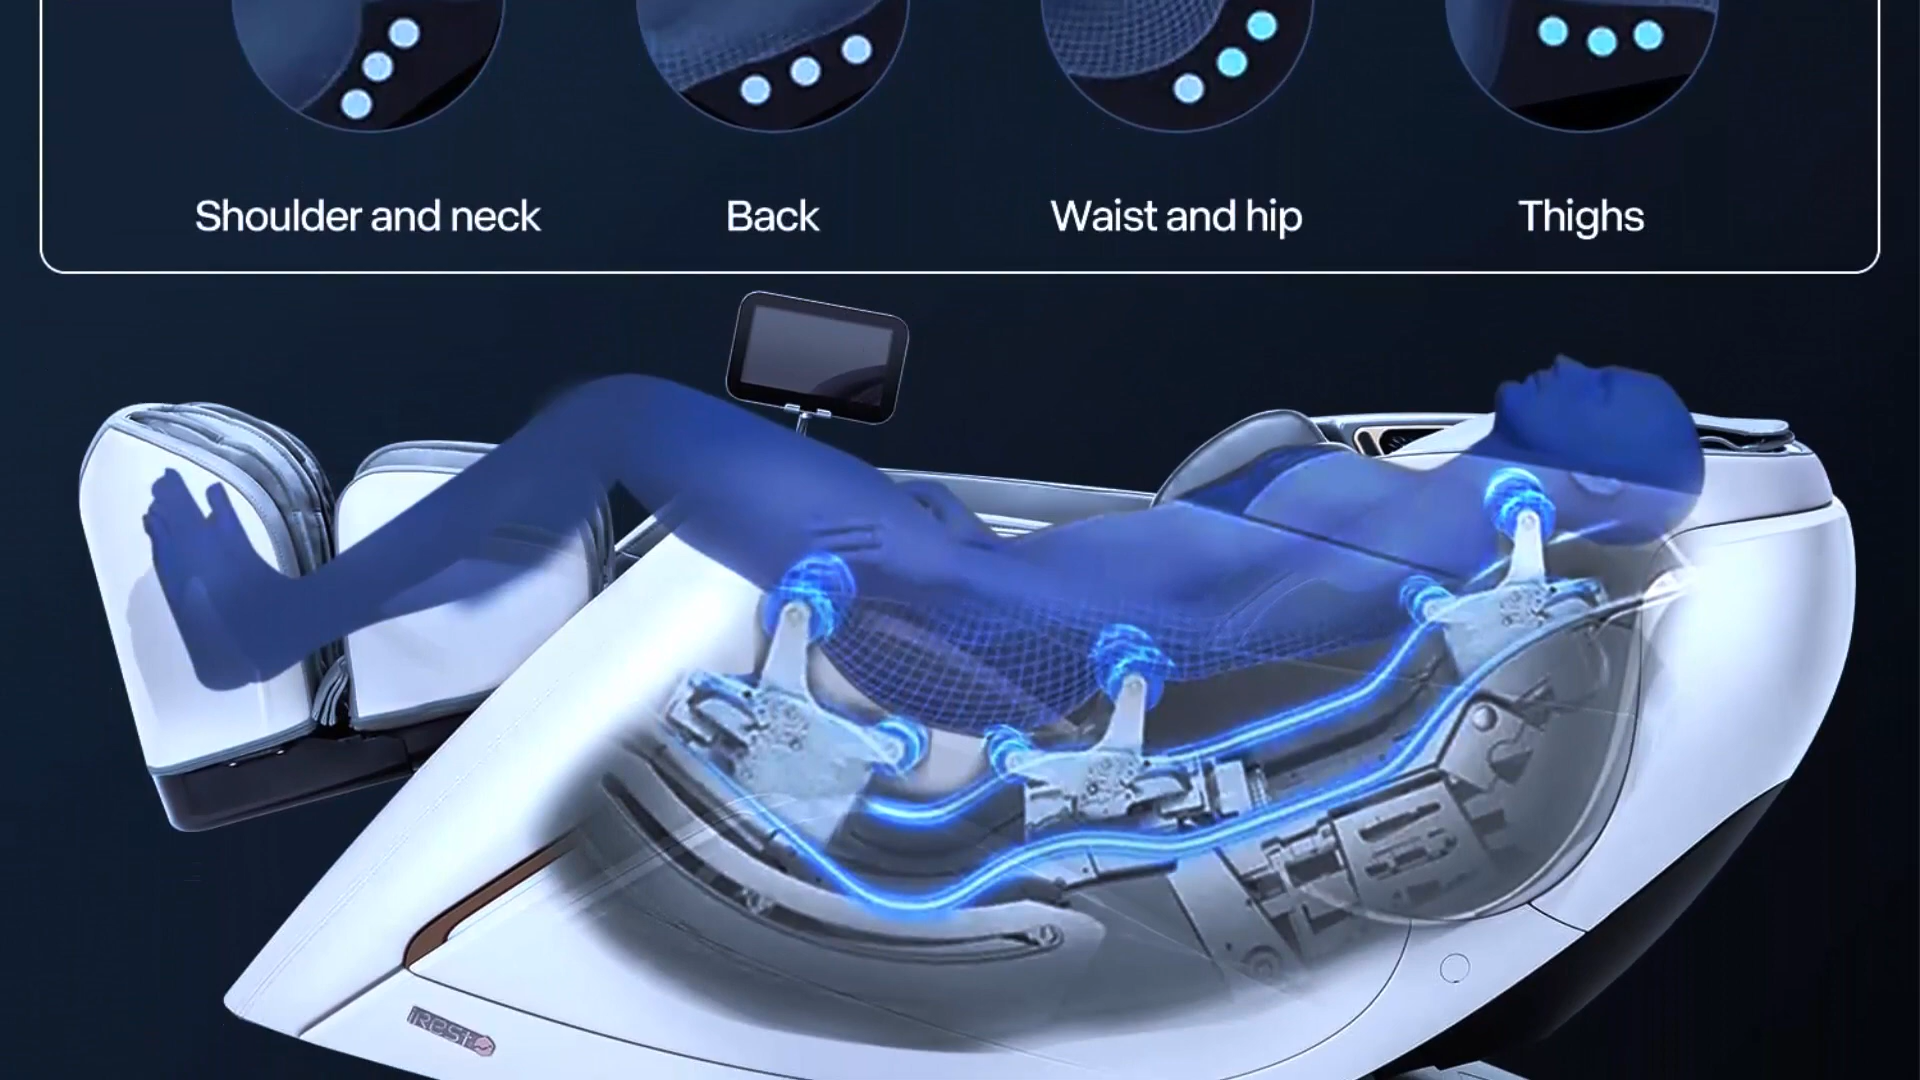 Shoulder and neck
Back
Waist and hip
Thighs
iRest